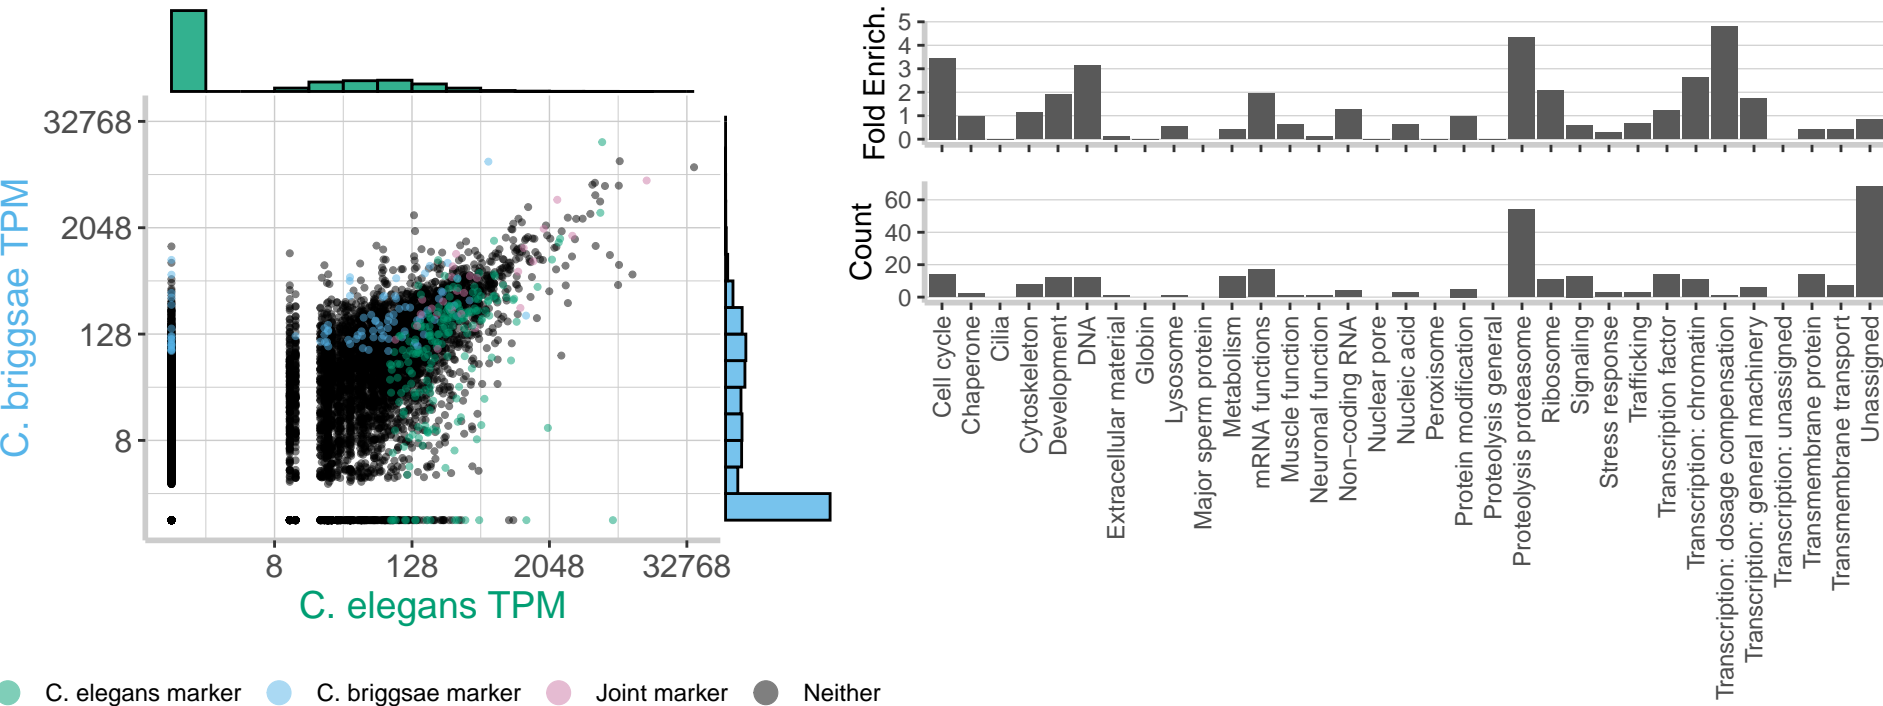 32768
2048
128
8
C. briggsae TPM
8
128
2048
32768
C. elegans TPM
C. elegans marker
C. briggsae marker
Joint marker
Neither
Fold Enrich.
5
4
3
2
1
0
Count
60
40
20
0
Cell cycle
Chaperone
Cilia
Cytoskeleton
Development
DNA
Extracellular material
Globin
Lysosome
Major sperm protein
Metabolism
mRNA functions
Muscle function
Neuronal function
Non−coding RNA
Nuclear pore
Nucleic acid
Peroxisome
Protein modification
Proteolysis general
Proteolysis proteasome
Ribosome
Signaling
Stress response
Trafficking
Transcription factor
Transcription: chromatin
Transcription: dosage compensation
Transcription: general machinery
Transcription: unassigned
Transmembrane protein
Transmembrane transport
Unassigned